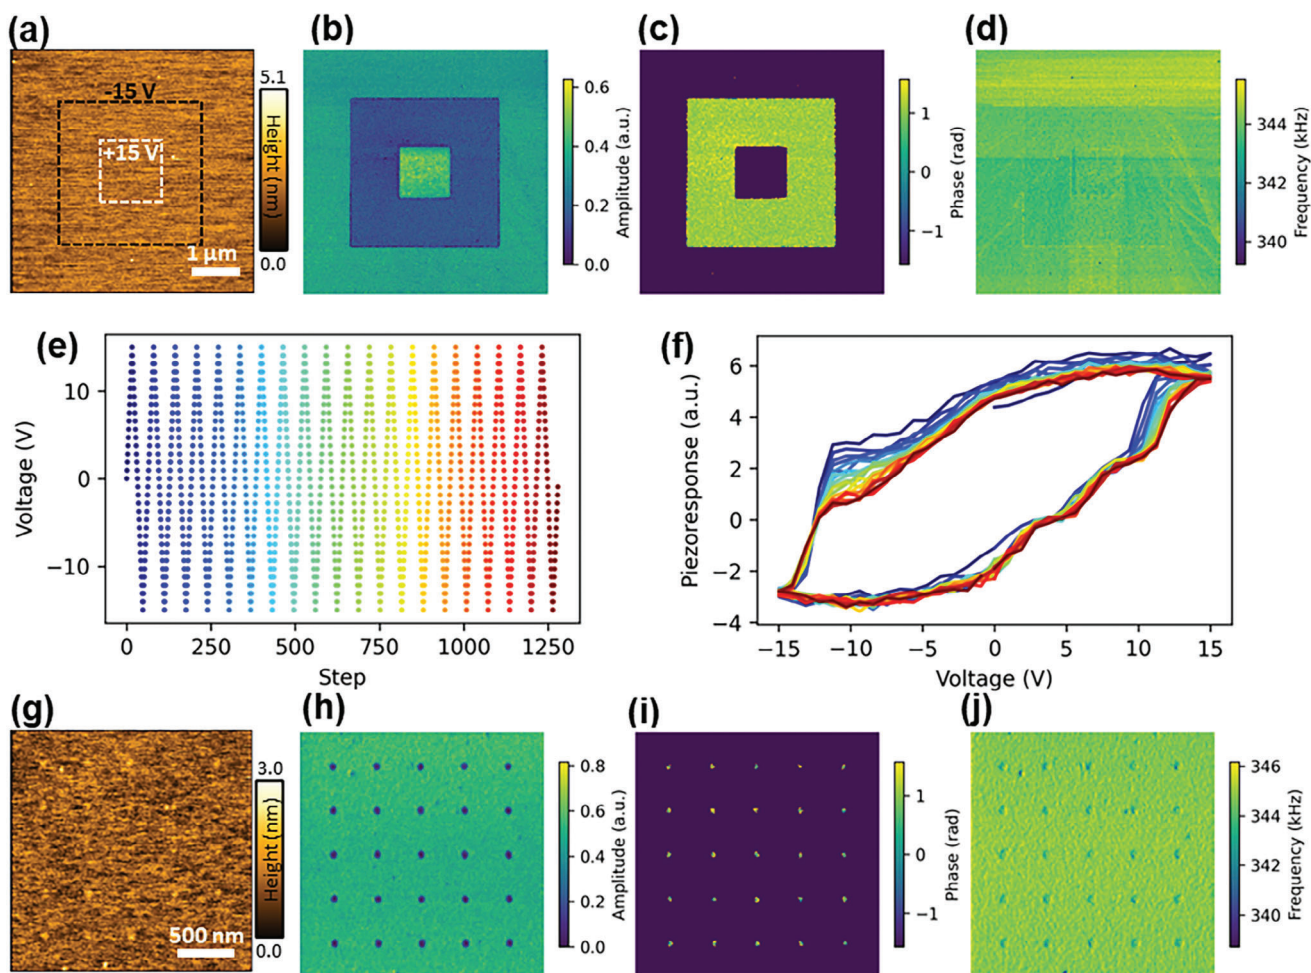 (a)
(b)
(c)
(d)
-15 V
+15 V
1 μm
5.1
Height (nm)
0.0
0.6
0.4
0.2
0.0
Amplitude (a.u.)
1
0
−1
Phase (rad)
344
342
340
Frequency (kHz)
(e)
10
0
−10
Voltage (V)
0
250
500
750
1000
1250
Step
(f)
6
4
2
0
−2
−4
Piezoresponse (a.u.)
−15
−10
−5
0
5
10
15
Voltage (V)
(g)
(h)
(i)
(j)
500 nm
3.0
Height (nm)
0.0
0.8
0.6
0.4
0.2
0.0
Amplitude (a.u.)
1
0
−1
Phase (rad)
346
344
342
340
Frequency (kHz)